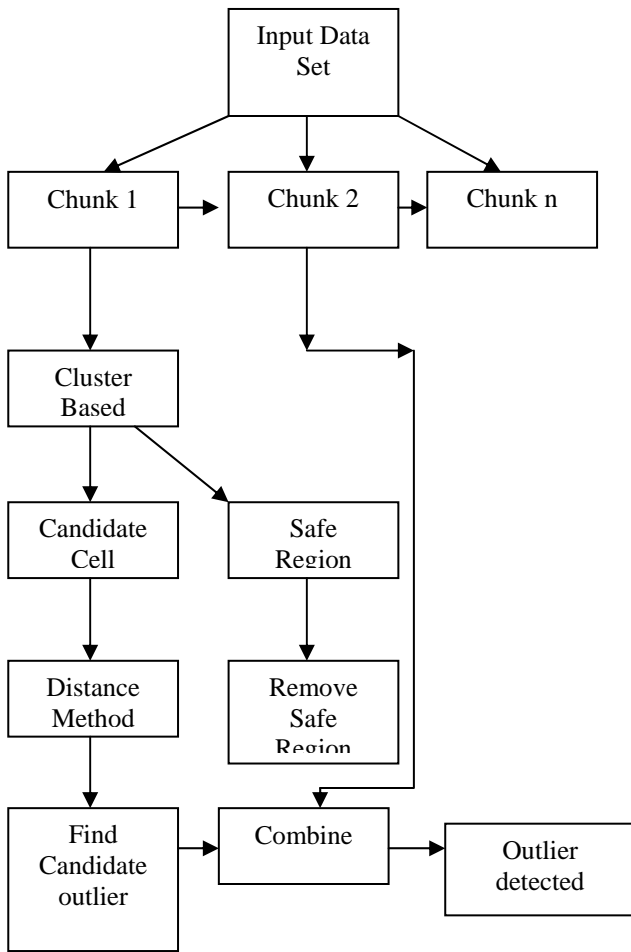 Input Data
Set
Chunk 1
Chunk 2
Chunk n
Cluster
Based
Candidate
Cell
Safe
Region
Distance
Method
Remove
Safe
Region
Find
Candidate
outlier
Combine
Outlier
detected